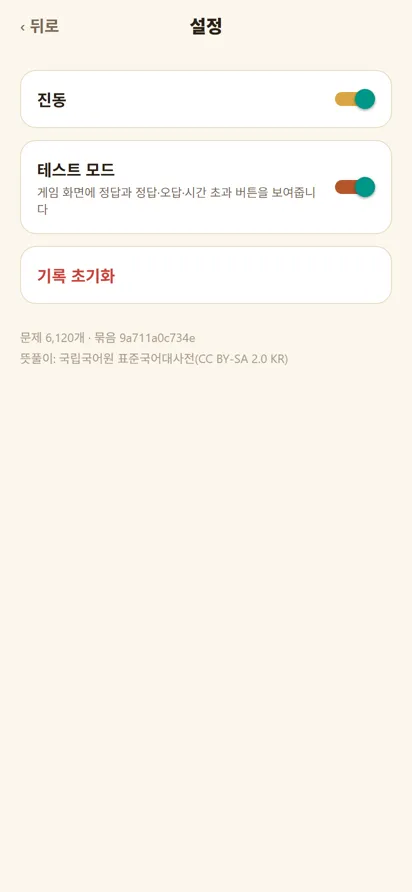 ‹ 뒤로
설정
진동
테스트 모드
게임 화면에 정답과 정답·오답·시간 초과 버튼을 보여줍니
다
기록 초기화
문제 6,120개 · 묶음 9a711a0c734e
뜻풀이: 국립국어원 표준국어대사전(CC BY-SA 2.0 KR)